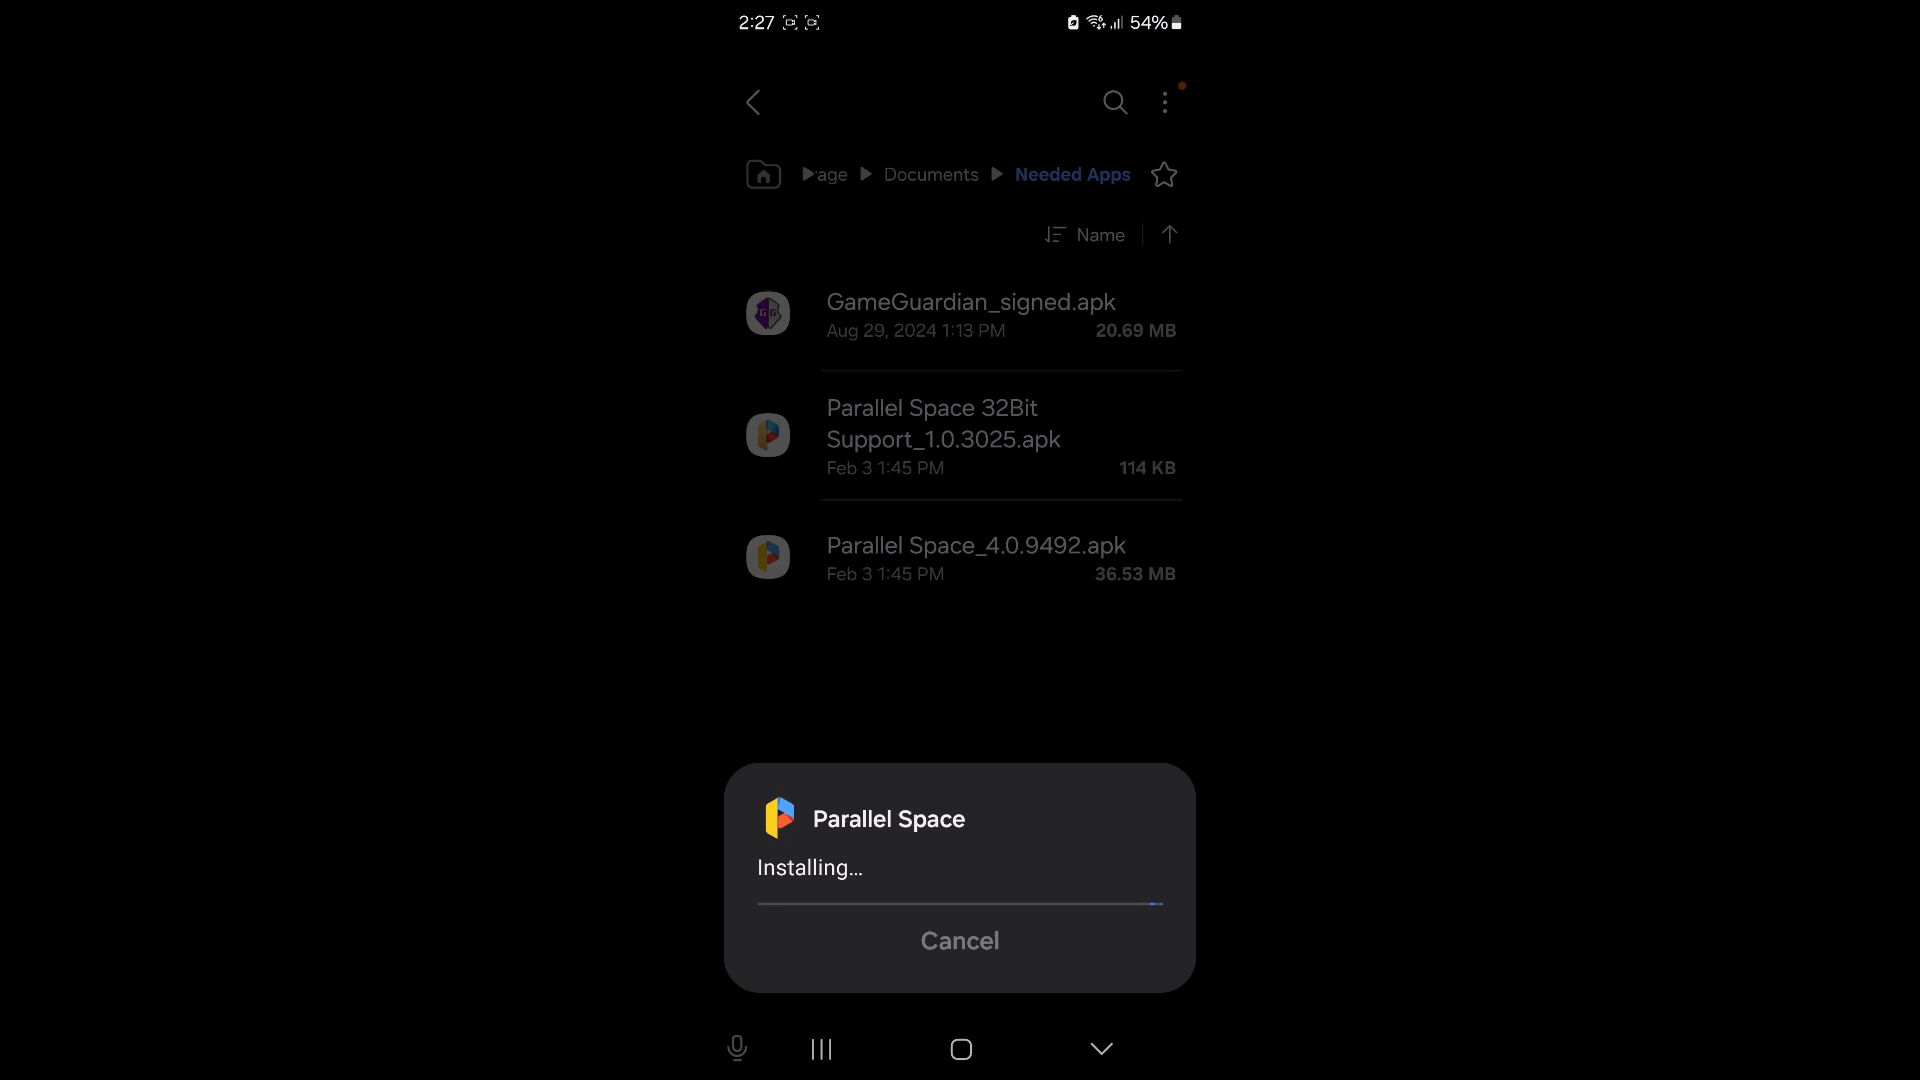 2:27
54%
rage
Documents
Needed Apps
Name
GameGuardian_signed.apk
Aug 29, 2024 1:13 PM
20.69 MB
Parallel Space 32Bit
Support_1.0.3025.apk
Feb 3 1:45 PM
114 KB
Parallel Space_4.0.9492.apk
Feb 3 1:45 PM
36.53 MB
Parallel Space
Installing...
Cancel